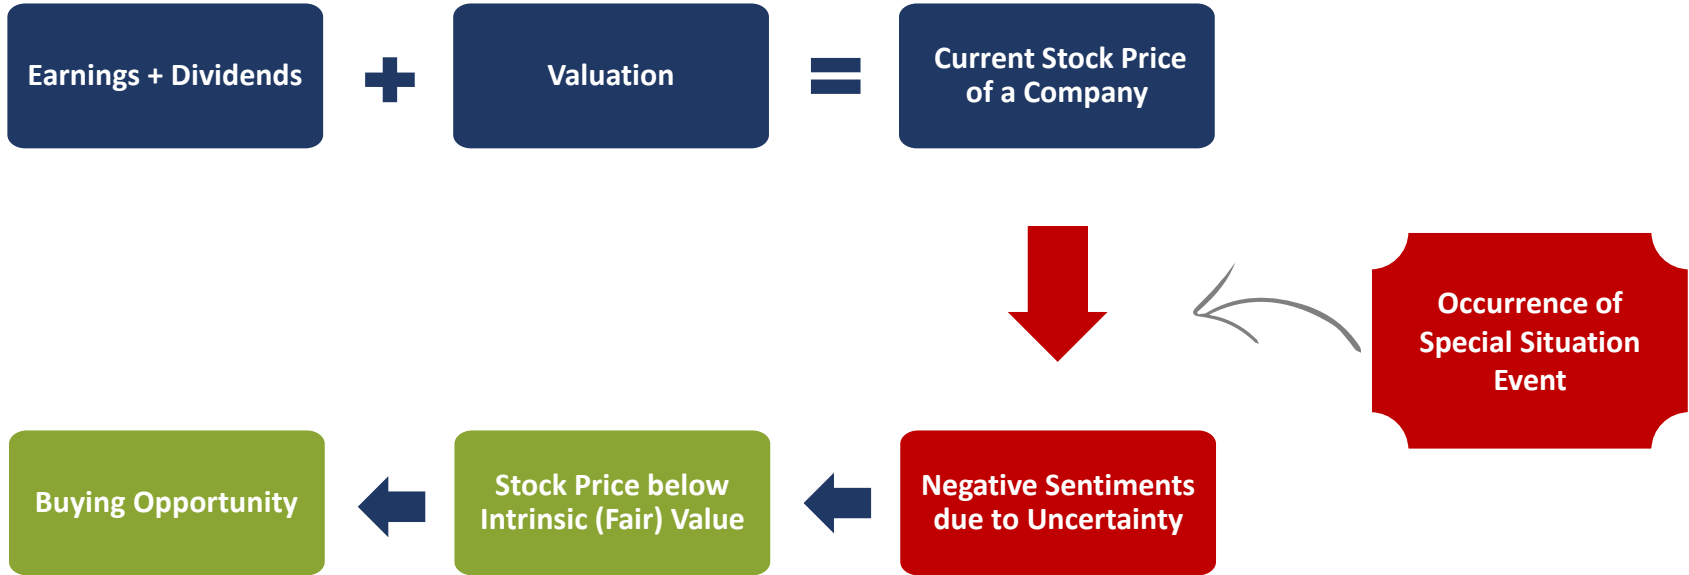 Earnings + Dividends
+
Valuation
=
Current Stock Price
of a Company
Occurrence of
Special Situation
Event
Negative Sentiments
due to Uncertainty
Stock Price below
Intrinsic (Fair) Value
Buying Opportunity